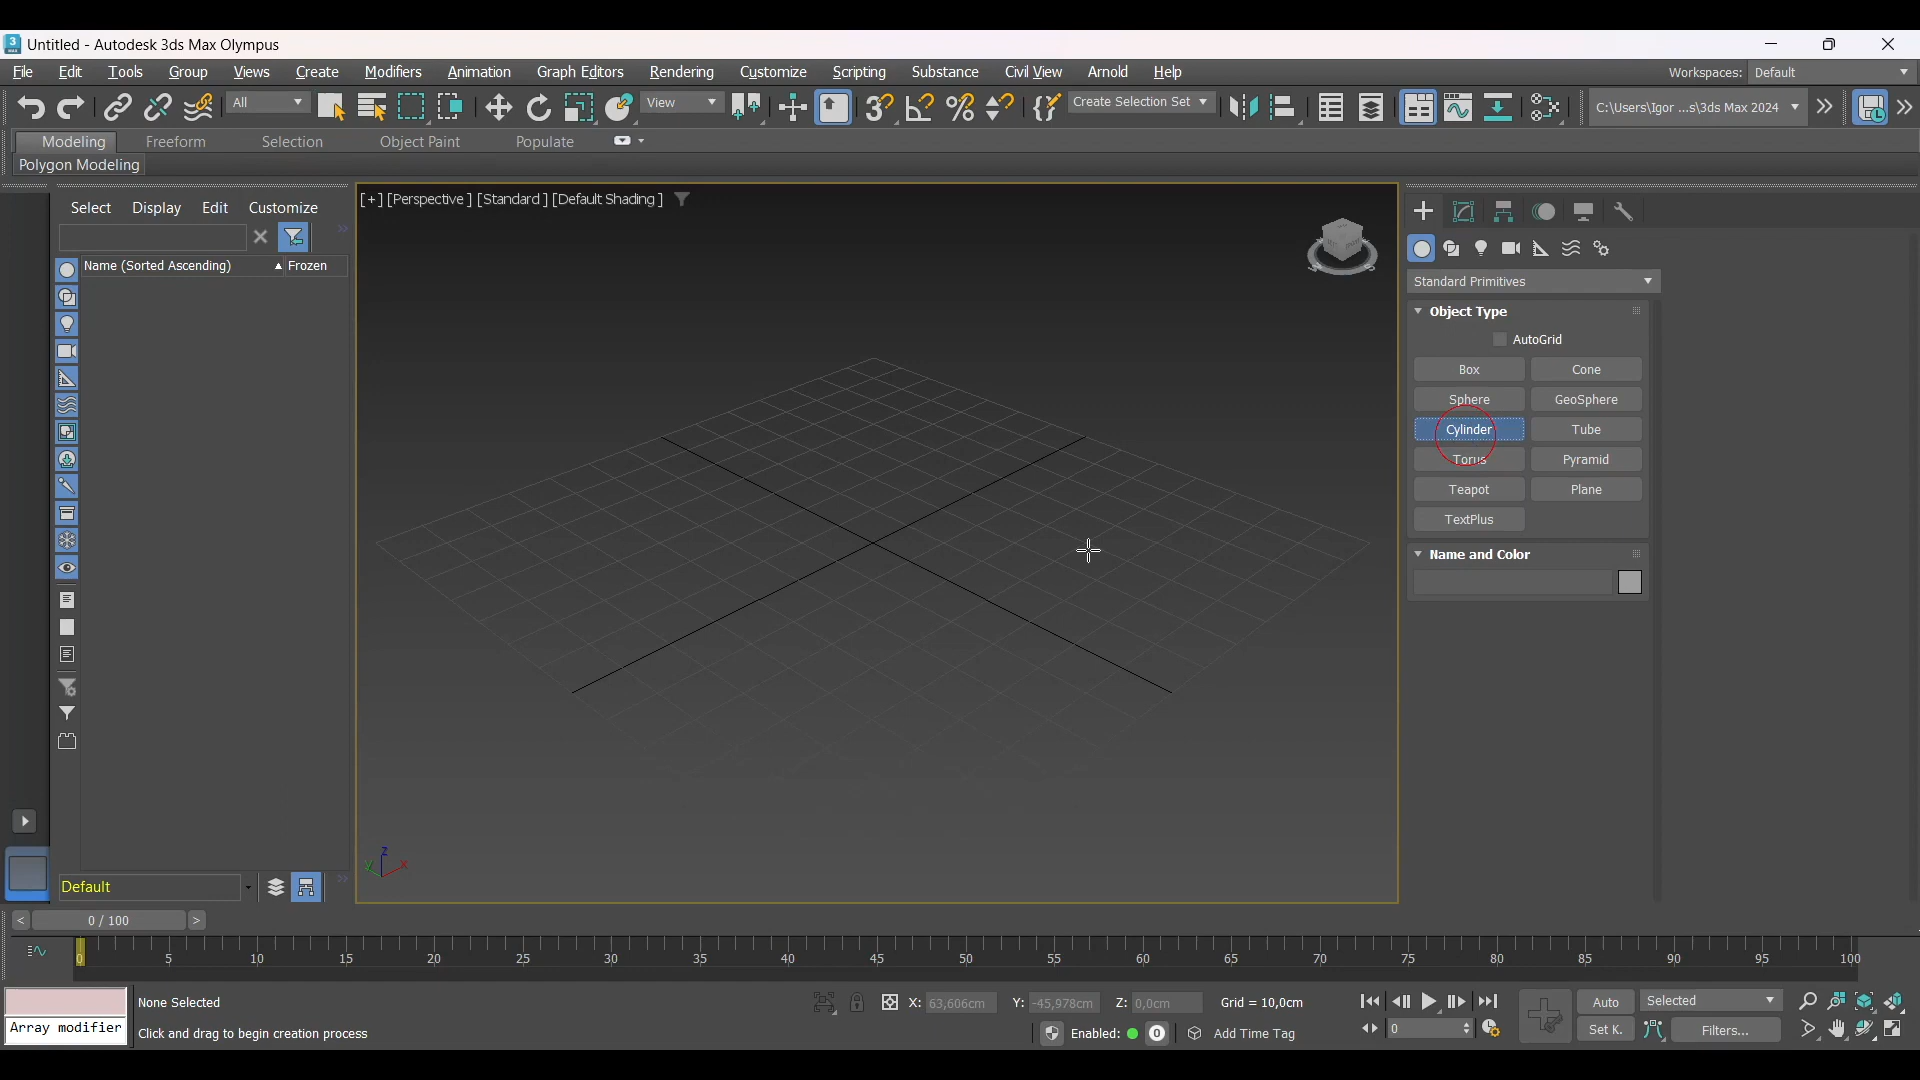 Untitled - Autodesk 3ds Max Olympus
File Edit Tools Group Views Create Modifiers Animation Graph Editors Rendering Customize Scripting Substance Civil View Arnold Help Workspaces: Default
All View Create Selection Set C:\Users\Igor ...s\3ds Max 2024
Modeling Freeform Selection Object Paint Populate
Polygon Modeling
Select Display Edit Customize
Name (Sorted Ascending) Frozen
[+] [Perspective ] [Standard ] [Default Shading ]
Standard Primitives
Object Type
AutoGrid
Box Cone
Sphere GeoSphere
Cylinder Tube
Torus Pyramid
Teapot Plane
TextPlus
Name and Color
z
y x
Default
< 0 / 100 >
0 5 10 15 20 25 30 35 40 45 50 55 60 65 70 75 80 85 90 95 100
None Selected X: 63,606cm Y: -45,978cm Z: 0,0cm Grid = 10,0cm Auto Selected
Array modifier Click and drag to begin creation process Enabled: 0 Add Time Tag 0 Set K. Filters...